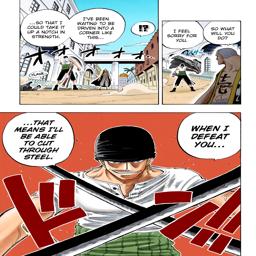 SO WHAT
WILL YOU
DO?
I FEEL
SORRY FOR
YOU.
!?
I'VE BEEN
WAITING TO BE
DRIVEN INTO A
CORNER LIKE
THIS...
...SO THAT I
COULD TAKE IT
UP A NOTCH IN
STRENGTH.
WHEN I
DEFEAT
YOU...
...THAT
MEANS I'LL
BE ABLE
TO CUT
THROUGH
STEEL.
ドン